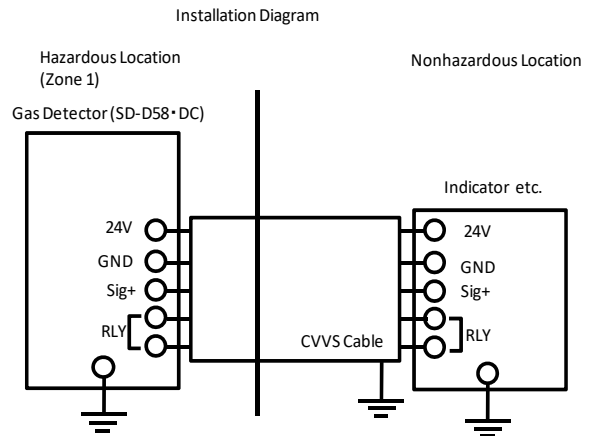 Installation Diagram
Hazardous Location
(Zone 1)
Nonhazardous Location
Gas Detector (SD-D58・DC)
Indicator etc.
24V
GND
Sig+
RLY
CVVS Cable
24V
GND
Sig+
RLY